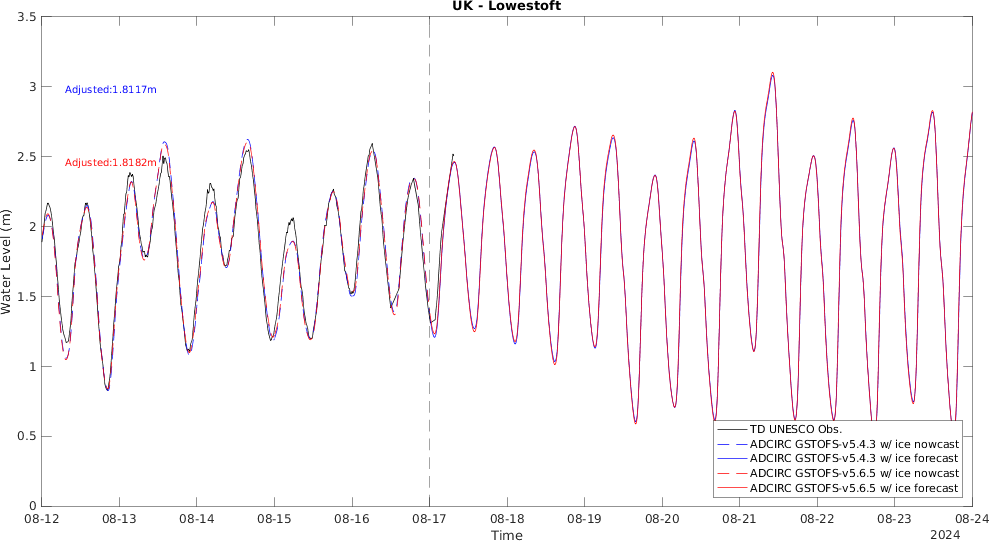 UK - Lowestoft
3.5
3
2.5
2
1.5
1
0.5
0
Water Level (m)
Adjusted:1.8117m
Adjusted:1.8182m
TD UNESCO Obs.
ADCIRC GSTOFS-v5.4.3 w/ ice nowcast
ADCIRC GSTOFS-v5.4.3 w/ ice forecast
ADCIRC GSTOFS-v5.6.5 w/ ice nowcast
ADCIRC GSTOFS-v5.6.5 w/ ice forecast
08-12 08-13 08-14 08-15 08-16 08-17 08-18 08-19 08-20 08-21 08-22 08-23 08-24
Time
2024